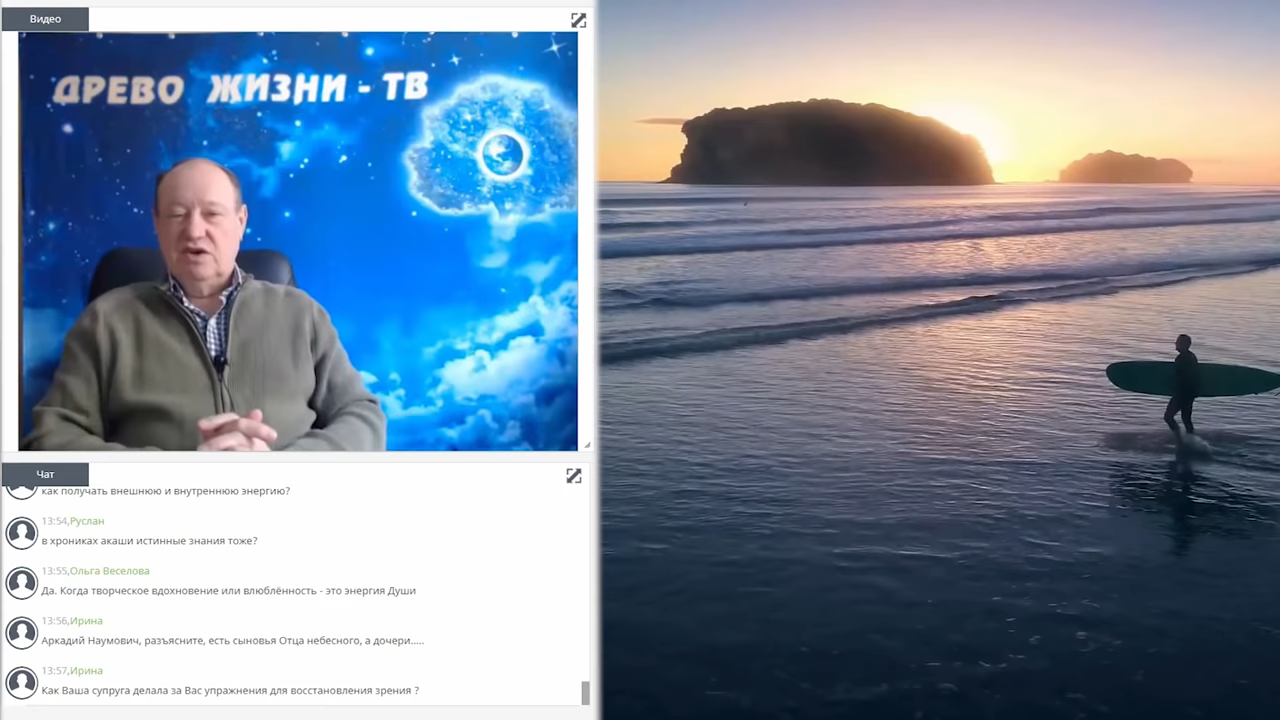 Видео
ДРЕВО ЖИЗНИ - ТВ
Чат
как получать внешнюю и внутреннюю энергию?
13:54,Руслан
в хрониках акаши истинные знания тоже?
13:55,Ольга Веселова
Да. Когда творческое вдохновение или влюблённость - это энергия Души
13:56,Ирина
Аркадий Наумович, разъясните, есть сыновья Отца небесного, а дочери.....
13:57,Ирина
Как Ваша супруга делала за Вас упражнения для восстановления зрения ?